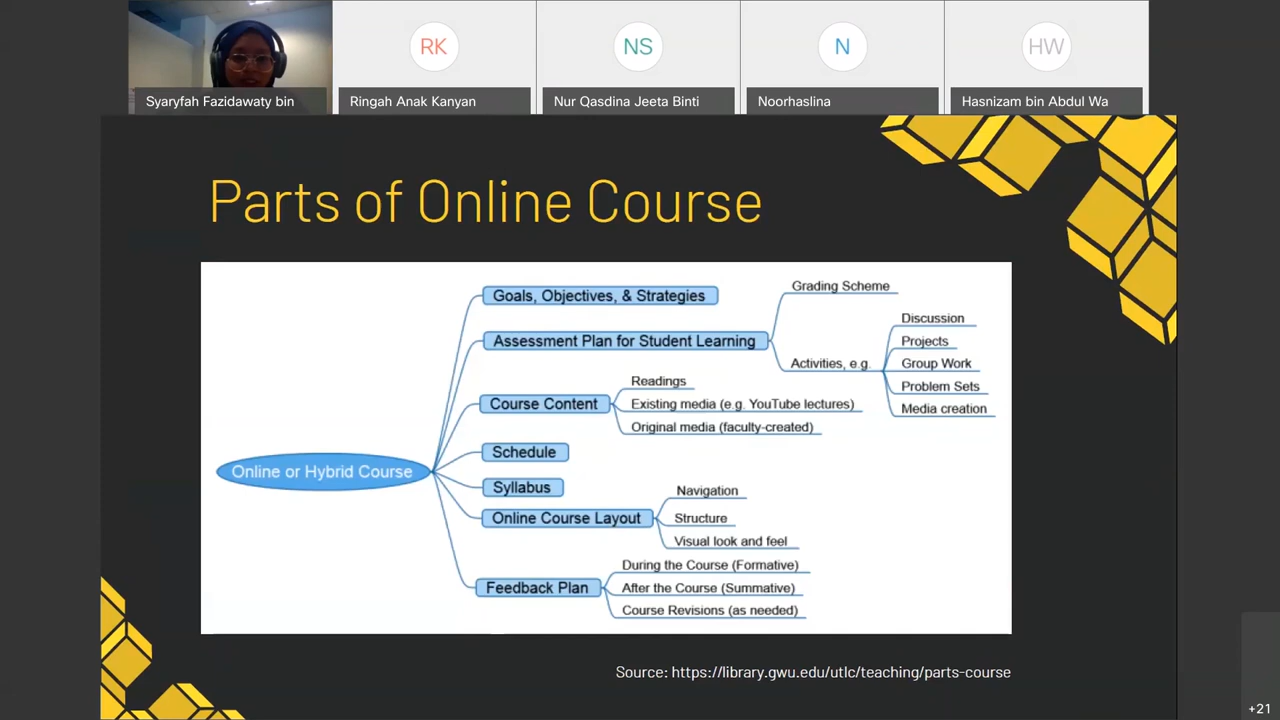 RK
NS
N
HW
Syaryfah Fazidawaty bin
Ringah Anak Kanyan
Nur Qasdina Jeeta Binti
Noorhaslina
Hasnizam bin Abdul Wa
Parts of Online Course
Online or Hybrid Course
Goals, Objectives, & Strategies
Assessment Plan for Student Learning
Grading Scheme
Activities, e.g.
Discussion
Projects
Group Work
Problem Sets
Media creation
Course Content
Readings
Existing media (e.g. YouTube lectures)
Original media (faculty-created)
Schedule
Syllabus
Online Course Layout
Navigation
Structure
Visual look and feel
Feedback Plan
During the Course (Formative)
After the Course (Summative)
Course Revisions (as needed)
Source: https://library.gwu.edu/utlc/teaching/parts-course
+21